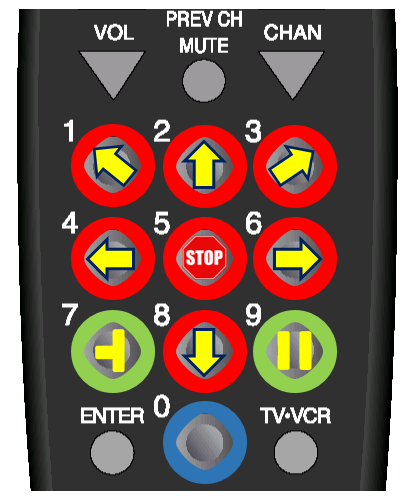 PREV CH
VOL MUTE CHAN
1 2 3
4 5 6
STOP
7 8 9
ENTER 0 TV•VCR